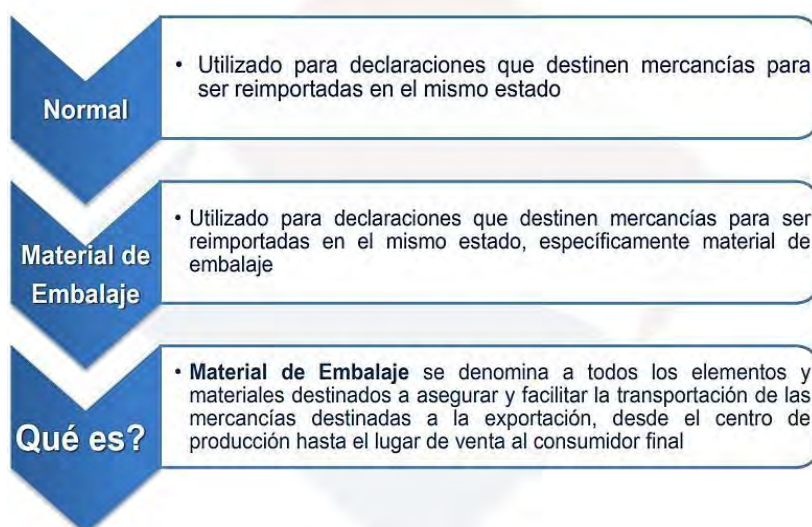 Normal
• Utilizado para declaraciones que destinen mercancías para
ser reimportadas en el mismo estado
Material de
Embalaje
• Utilizado para declaraciones que destinen mercancías para ser
reimportadas en el mismo estado, específicamente material de
embalaje
Qué es?
• Material de Embalaje se denomina a todos los elementos y
materiales destinados a asegurar y facilitar la transportación de las
mercancías destinadas a la exportación, desde el centro de
producción hasta el lugar de venta al consumidor final